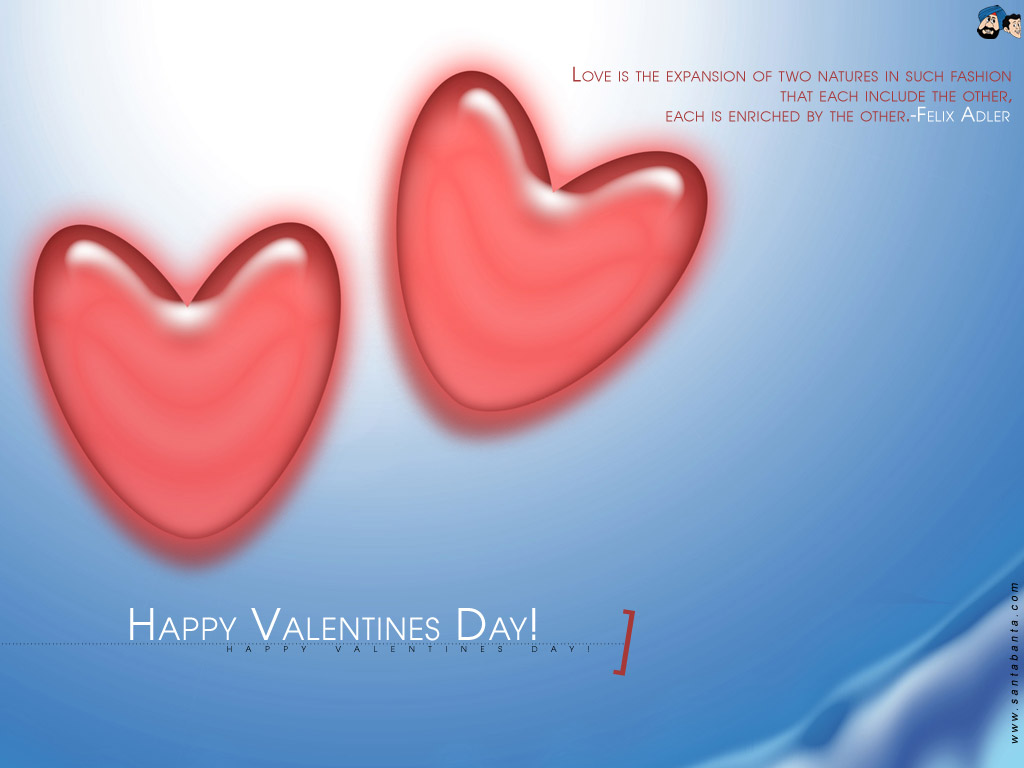 Love is the expansion of two natures in such fashion
that each include the other,
each is enriched by the other.-Felix Adler
Happy Valentines Day!
HAPPY VALENTINES DAY!
]
www.santabanta.com